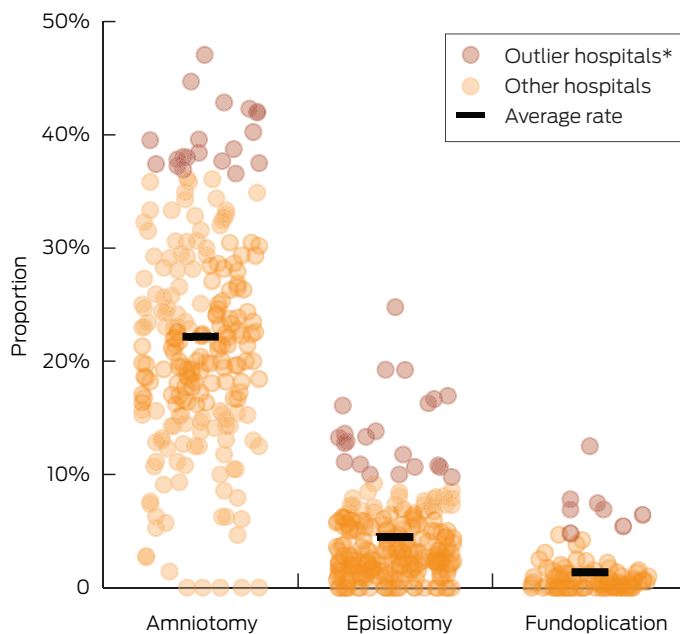 50%
Outlier hospitals*
Other hospitals
Average rate
40%
30%
Proportion
20%
10%
0
Amniotomy Episiotomy Fundoplication